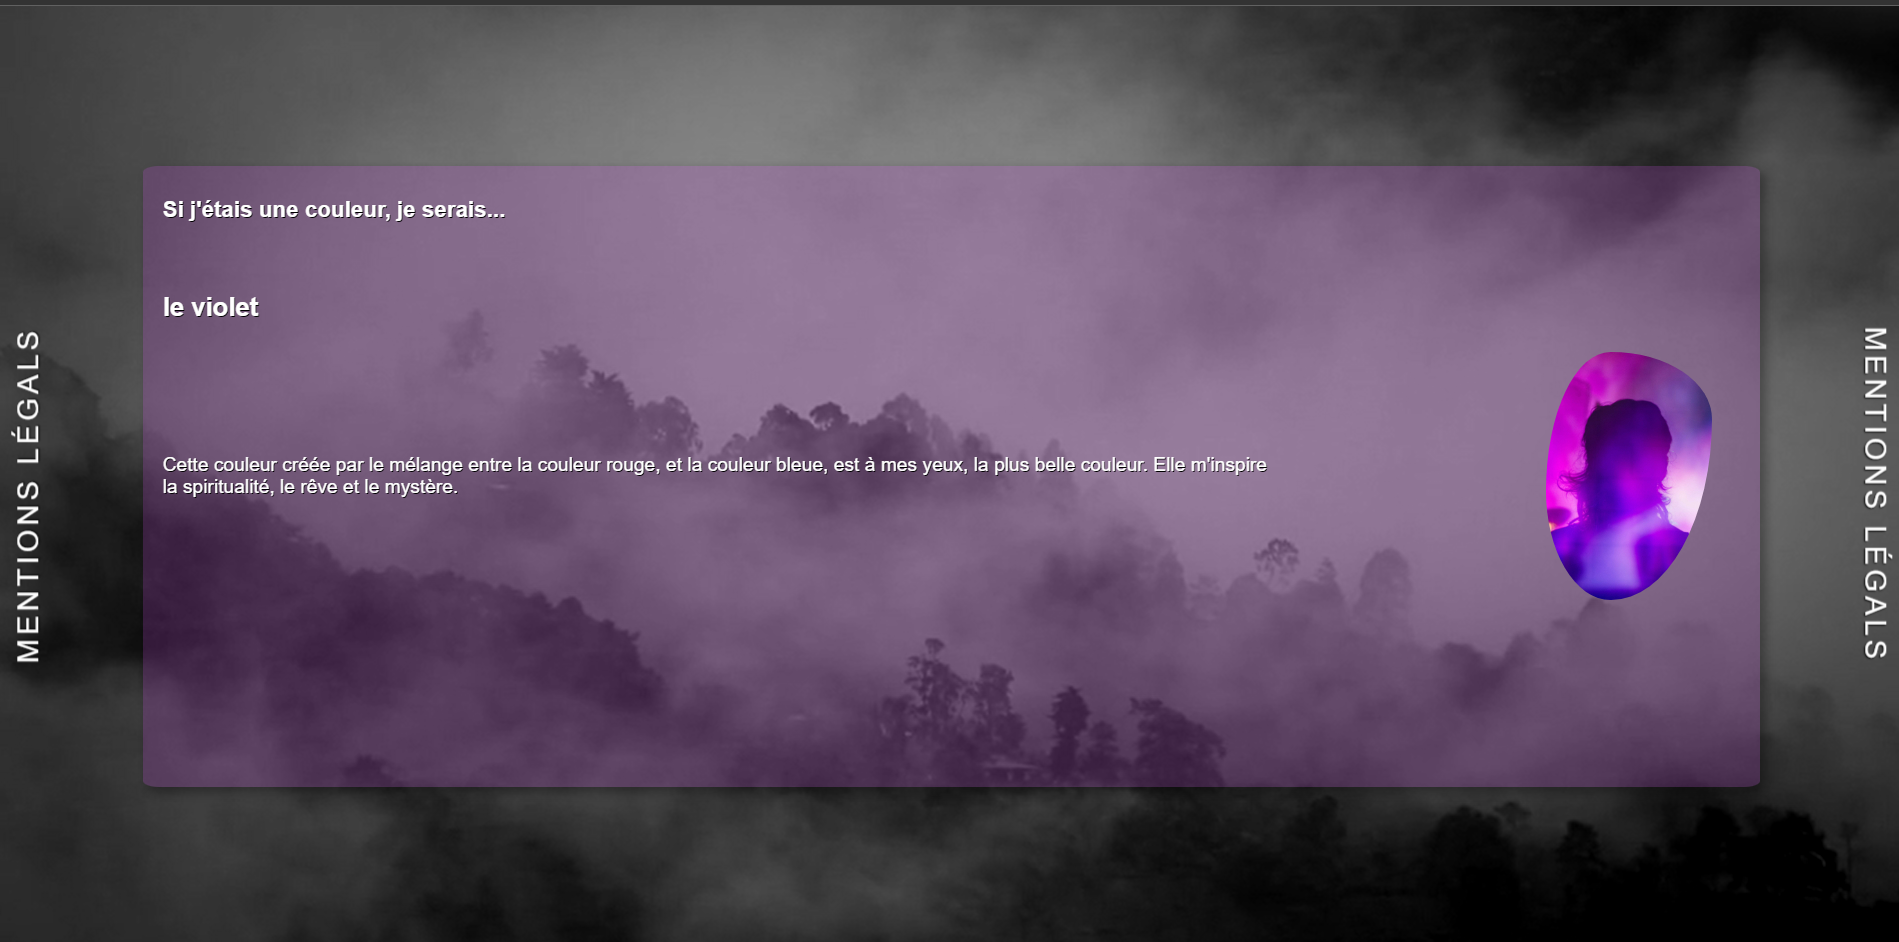 Si j'étais une couleur, je serais...
le violet
MENTIONS LÉGALS
MENTIONS LÉGALS
Cette couleur créée par le mélange entre la couleur rouge, et la couleur bleue, est à mes yeux, la plus belle couleur. Elle m'inspire
la spiritualité, le rêve et le mystère.